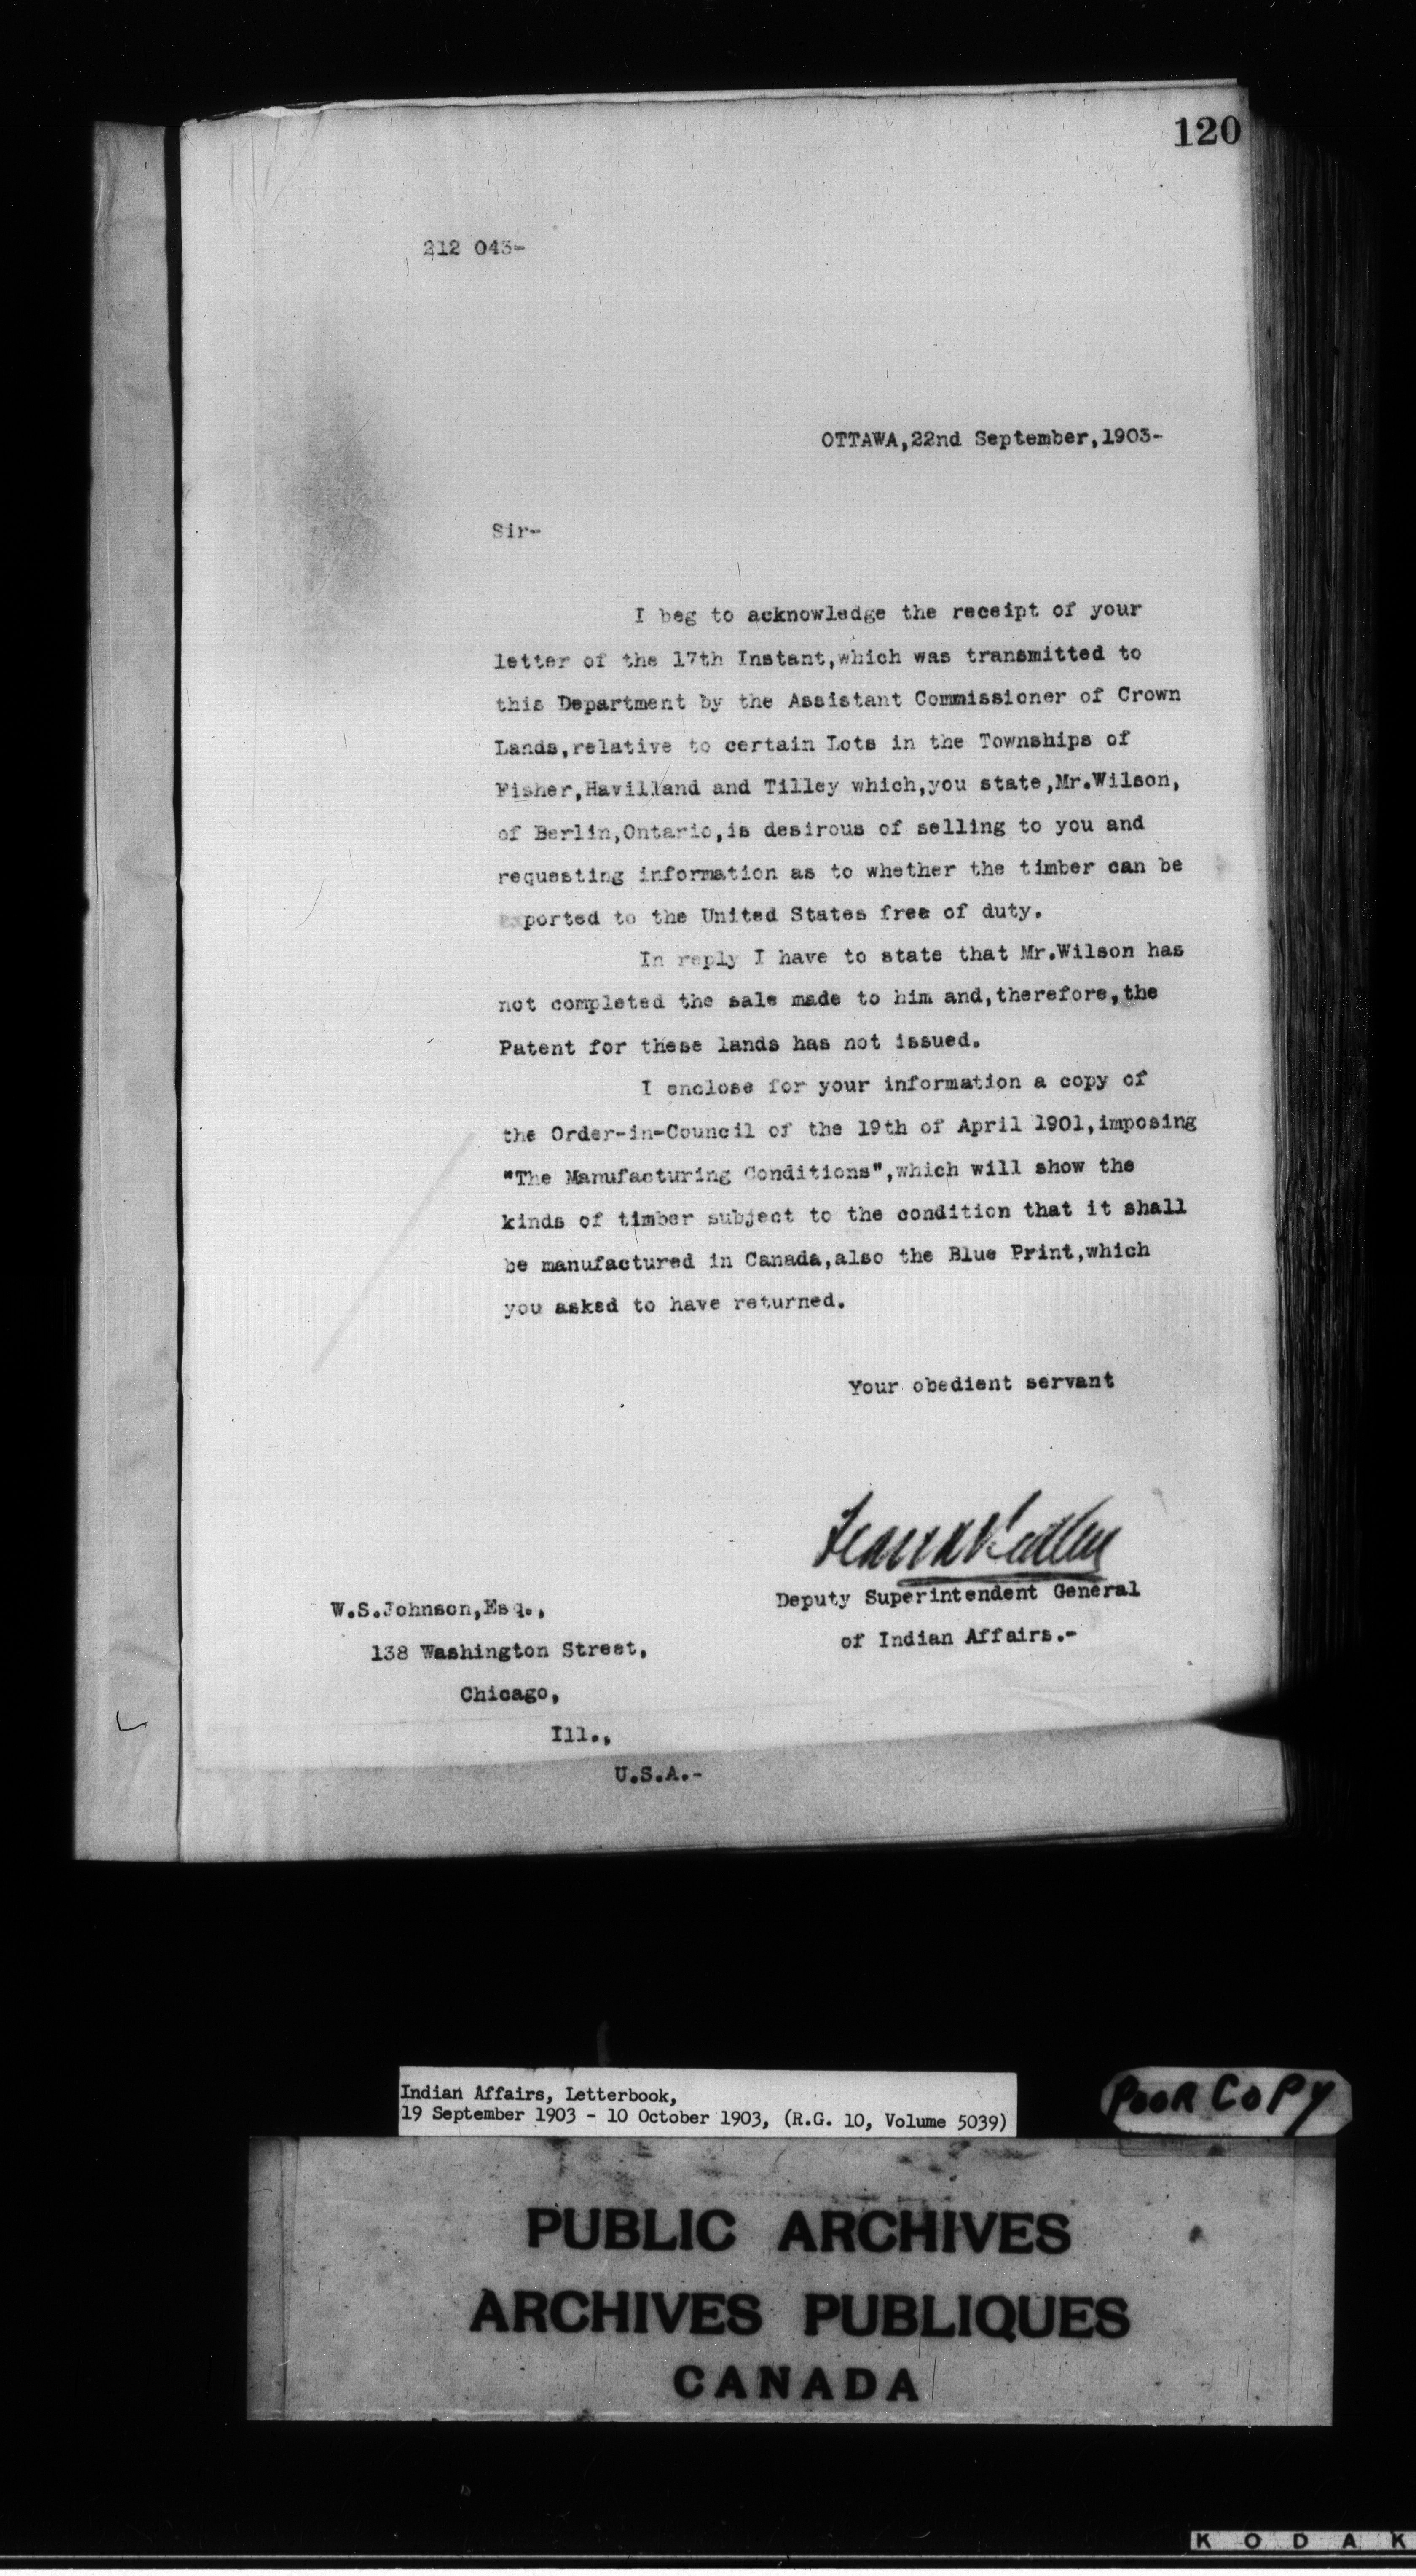 120
212 043-
OTTAWA,22nd September,1903-
Sir-
I beg to acknowledge the receipt of your
letter of the 17th Instant,which was transmitted to
this Department by the Assistant Commissioner of Crown
Lands,relative to certain Lots in the Townships of
Fisher,Havilland and Tilley which,you state,Mr.Wilson,
of Berlin,Ontario,is desirous of selling to you and
requesting information as to whether the timber can be
exported to the United States free of duty.
In reply I have to state that Mr.Wilson has
not completed the sale made to him and,therefore,the
Patent for these lands has not issued.
I enclose for your information a copy of
the Order-in-Council of the 19th of April 1901,imposing
"The Manufacturing Conditions",which will show the
kinds of timber subject to the condition that it shall
be manufactured in Canada,also the Blue Print,which
you asked to have returned.
Your obedient servant
Deputy Superintendent General
of Indian Affairs.-
W.S.Johnson,Esq.,
138 Washington Street,
Chicago,
Ill.,
U.S.A.-
Indian Affairs, Letterbook,
19 September 1903 - 10 October 1903, (R.G. 10, Volume 5039)
POOR COPY
PUBLIC ARCHIVES
ARCHIVES PUBLIQUES
CANADA
KODAK